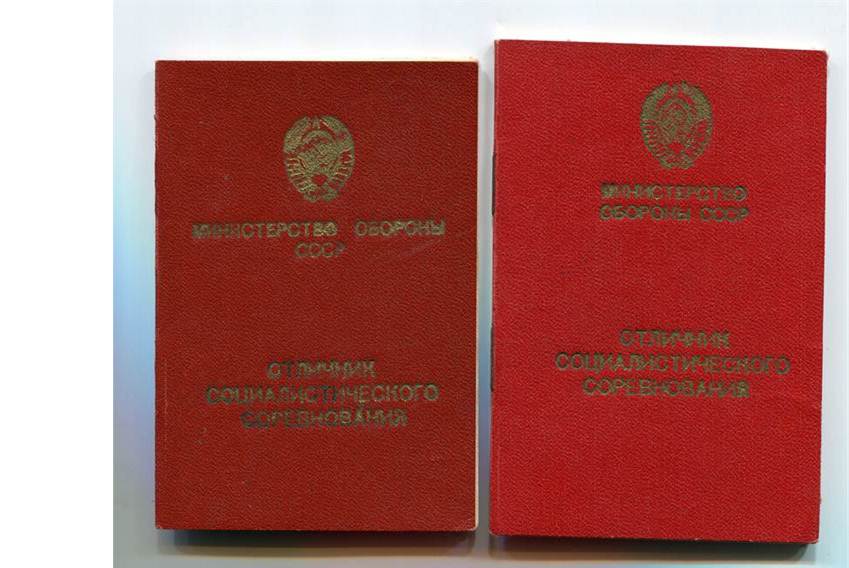 МИНИСТЕРСТВО ОБОРОНЫ
СССР
ОТЛИЧНИК
СОЦИАЛИСТИЧЕСКОГО
СОРЕВНОВАНИЯ
МИНИСТЕРСТВО
ОБОРОНЫ СССР
ОТЛИЧНИК
СОЦИАЛИСТИЧЕСКОГО
СОРЕВНОВАНИЯ